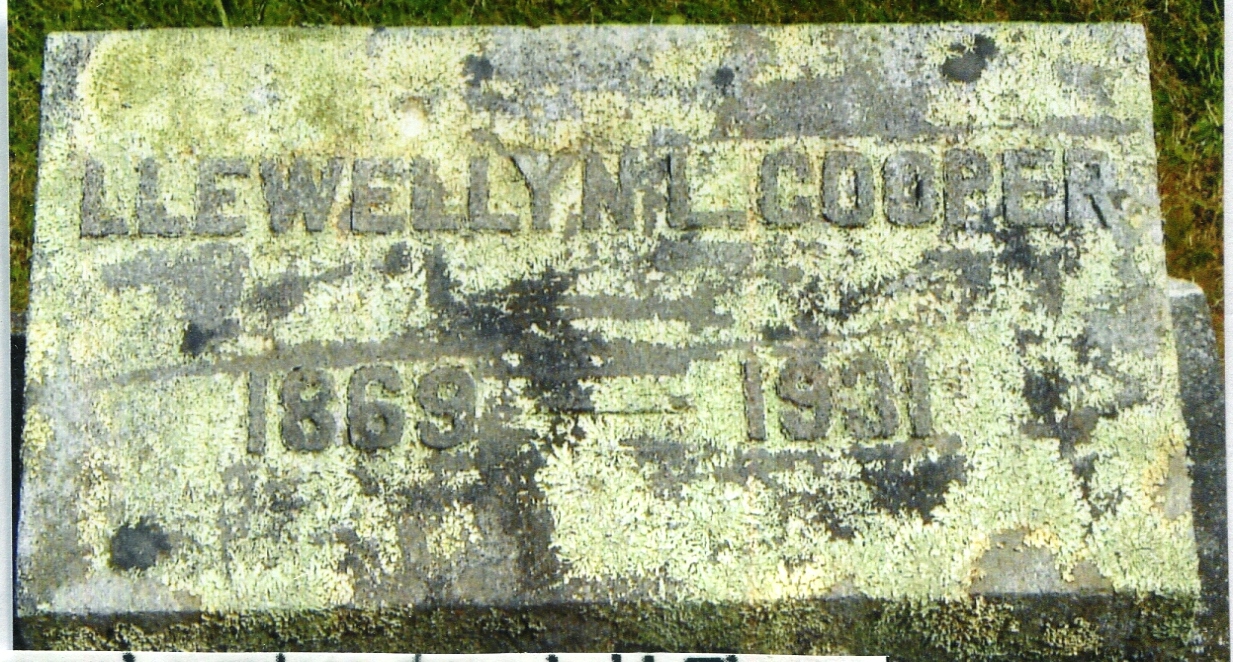 LLEWELLYN L. COOPER
1869 — 1931